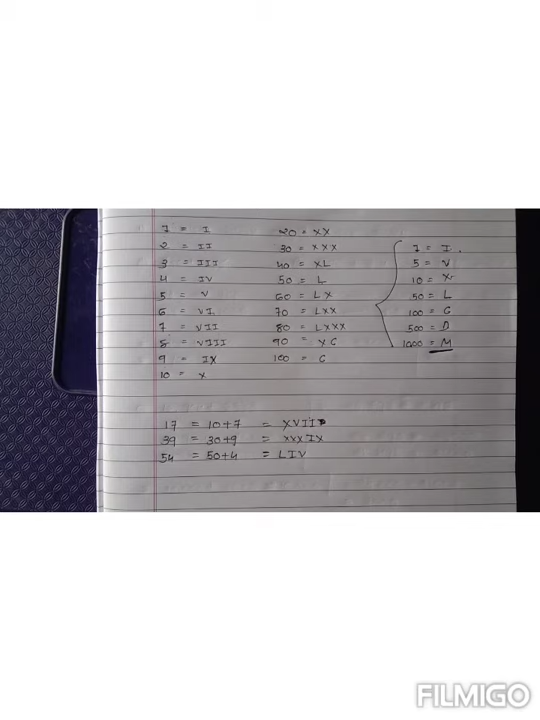 1 = I
2 = II
3 = III
4 = IV
5 = V
6 = VI
7 = VII
8 = VIII
9 = IX
10 = X
20 = XX
30 = XXX
40 = XL
50 = L
60 = LX
70 = LXX
80 = LXXX
90 = XC
100 = C
1 = I
5 = V
10 = X
50 = L
100 = C
500 = D
1000 = M
17 = 10+7 = XVII
39 = 30+9 = XXXIX
54 = 50+4 = LIV
FILMIGO